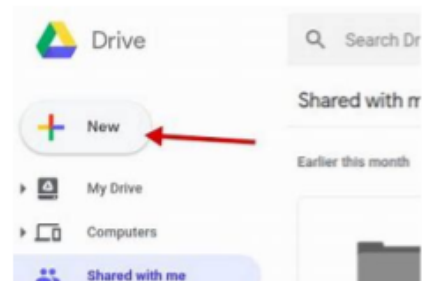 Drive
Search Dr
New
Shared with m
Earlier this month
My Drive
Computers
Shared with me